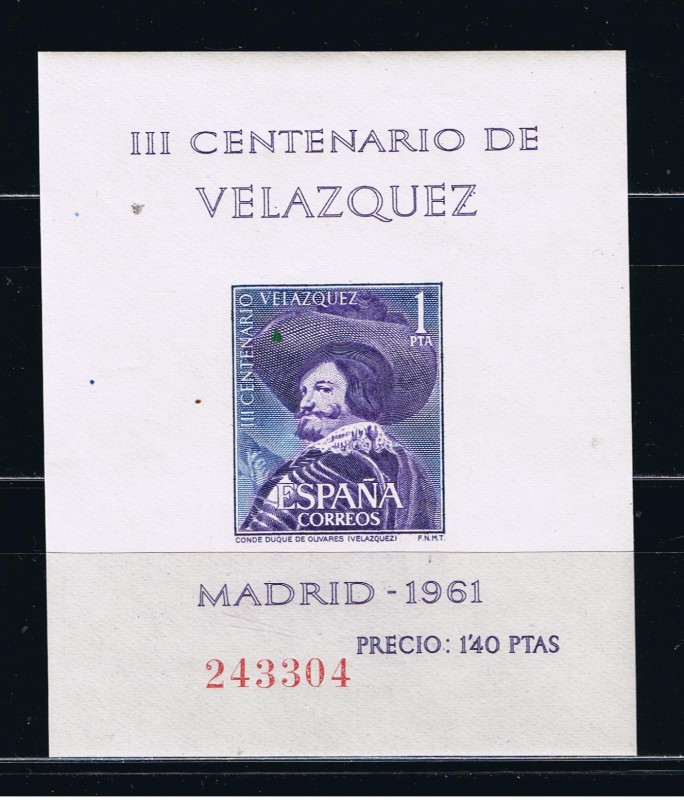 III CENTENARIO DE
VELAZQUEZ
III CENTENARIO VELAZQUEZ
1
PTA
ESPAÑA
CORREOS
CONDE DUQUE DE OLIVARES (VELAZQUEZ) F.N.M.T.
MADRID - 1961
PRECIO: 1'40 PTAS
243304